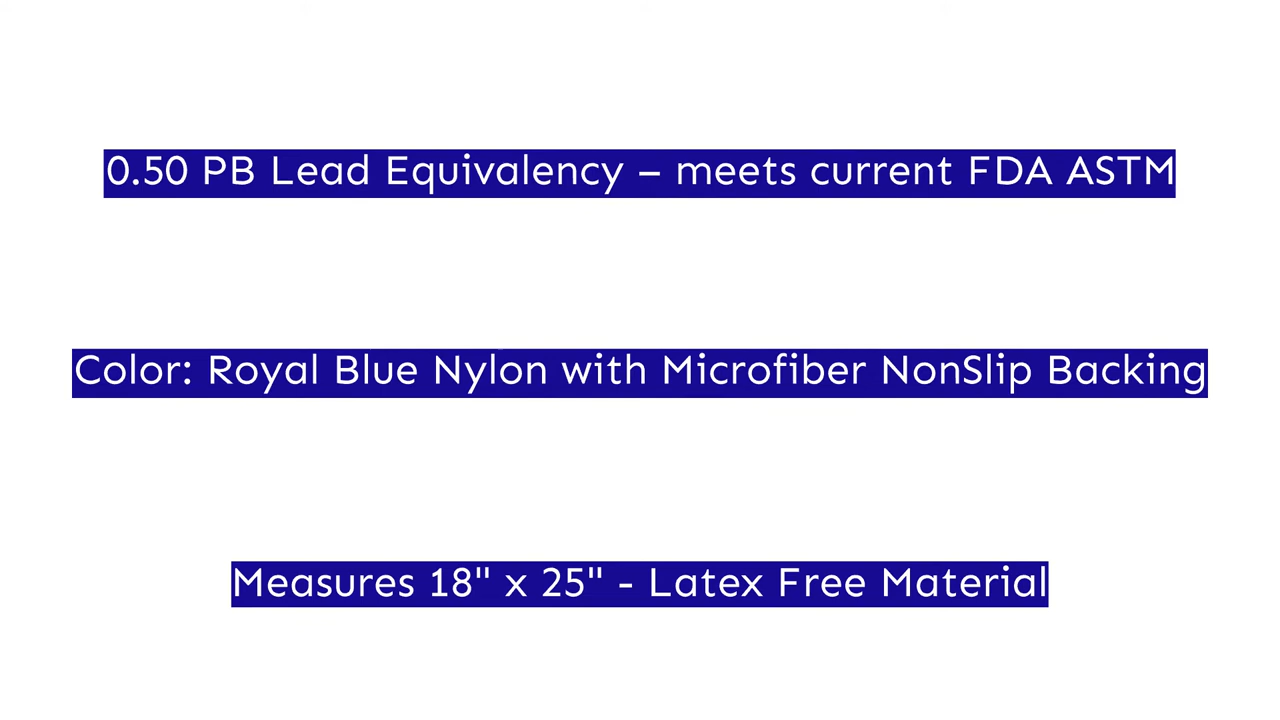 0.50 PB Lead Equivalency – meets current FDA ASTM
Color: Royal Blue Nylon with Microfiber NonSlip Backing
Measures 18" x 25" - Latex Free Material